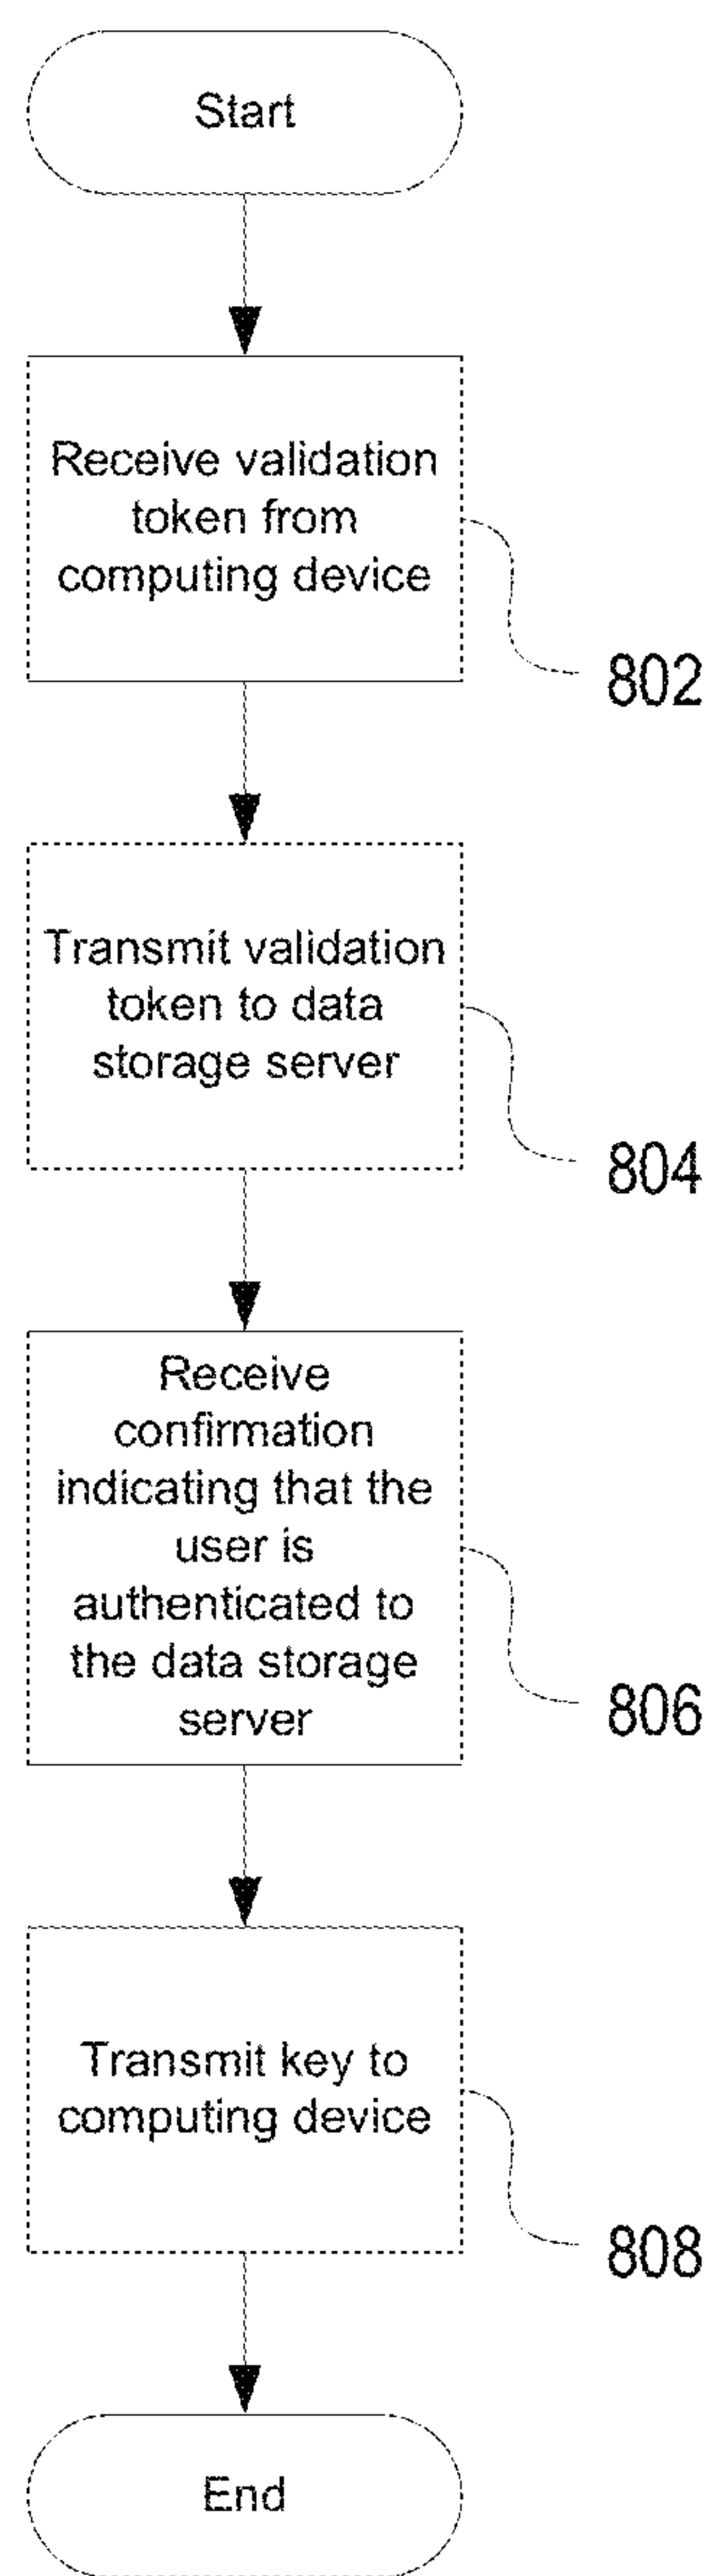 Start
Receive validation
token from
computing device
802
Transmit validation
token to data
storage server
804
Receive
confirmation
indicating that the
user is
authenticated to
the data storage
server
806
Transmit key to
computing device
808
End